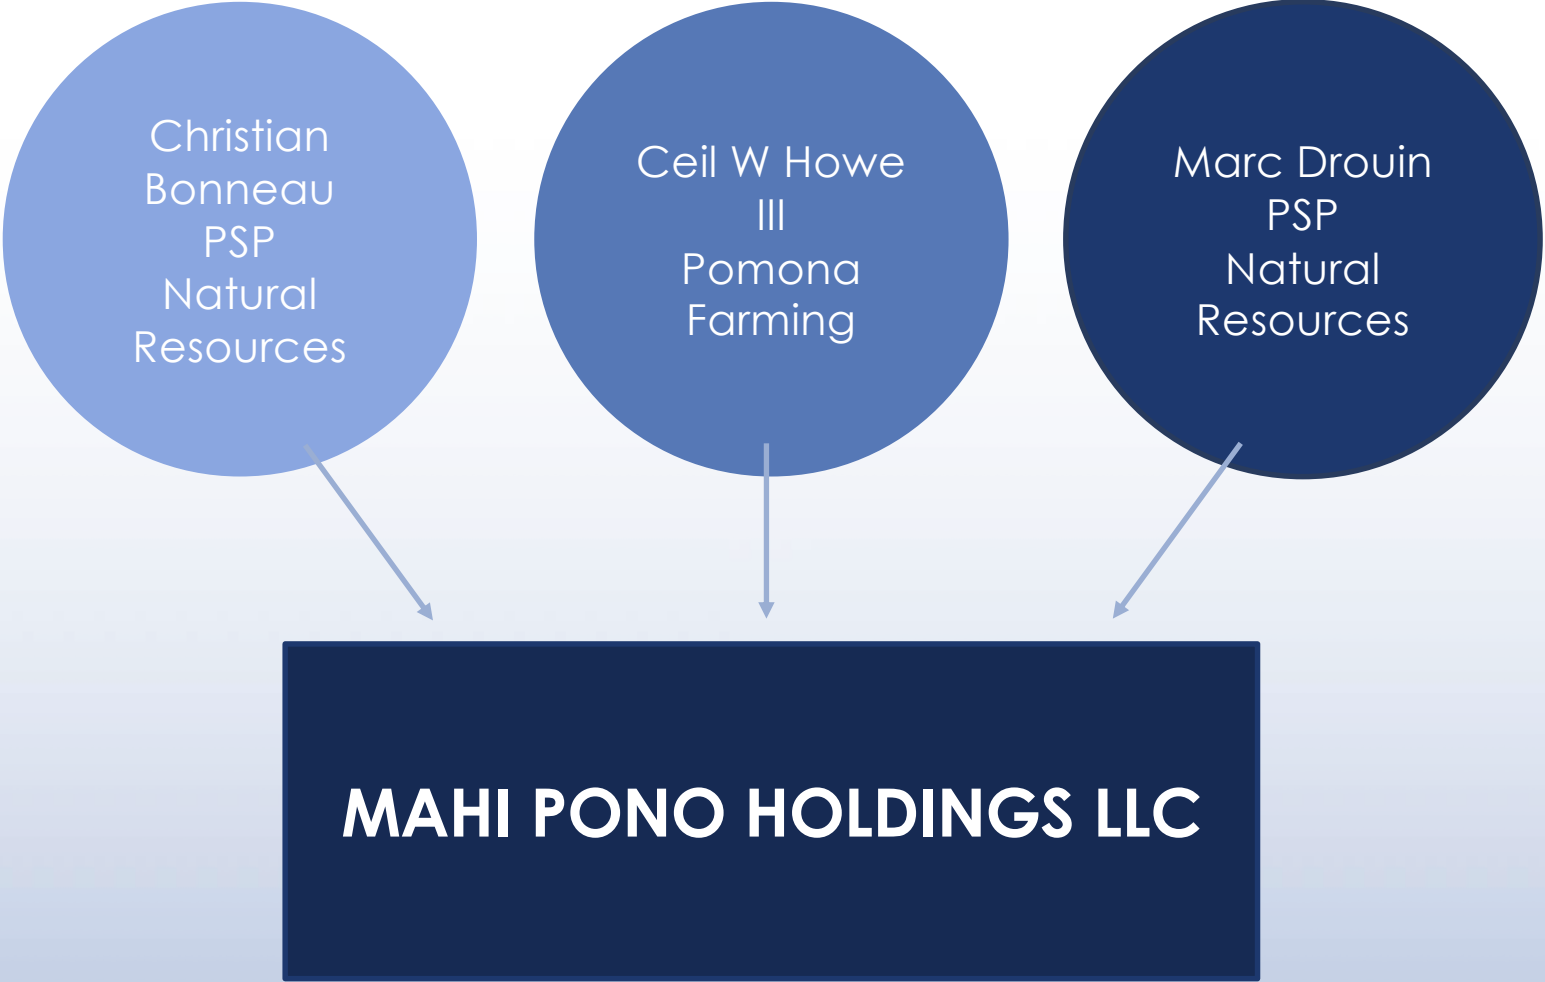 Christian
Bonneau
PSP
Natural
Resources
Ceil W Howe
III
Pomona
Farming
Marc Drouin
PSP
Natural
Resources
MAHI PONO HOLDINGS LLC